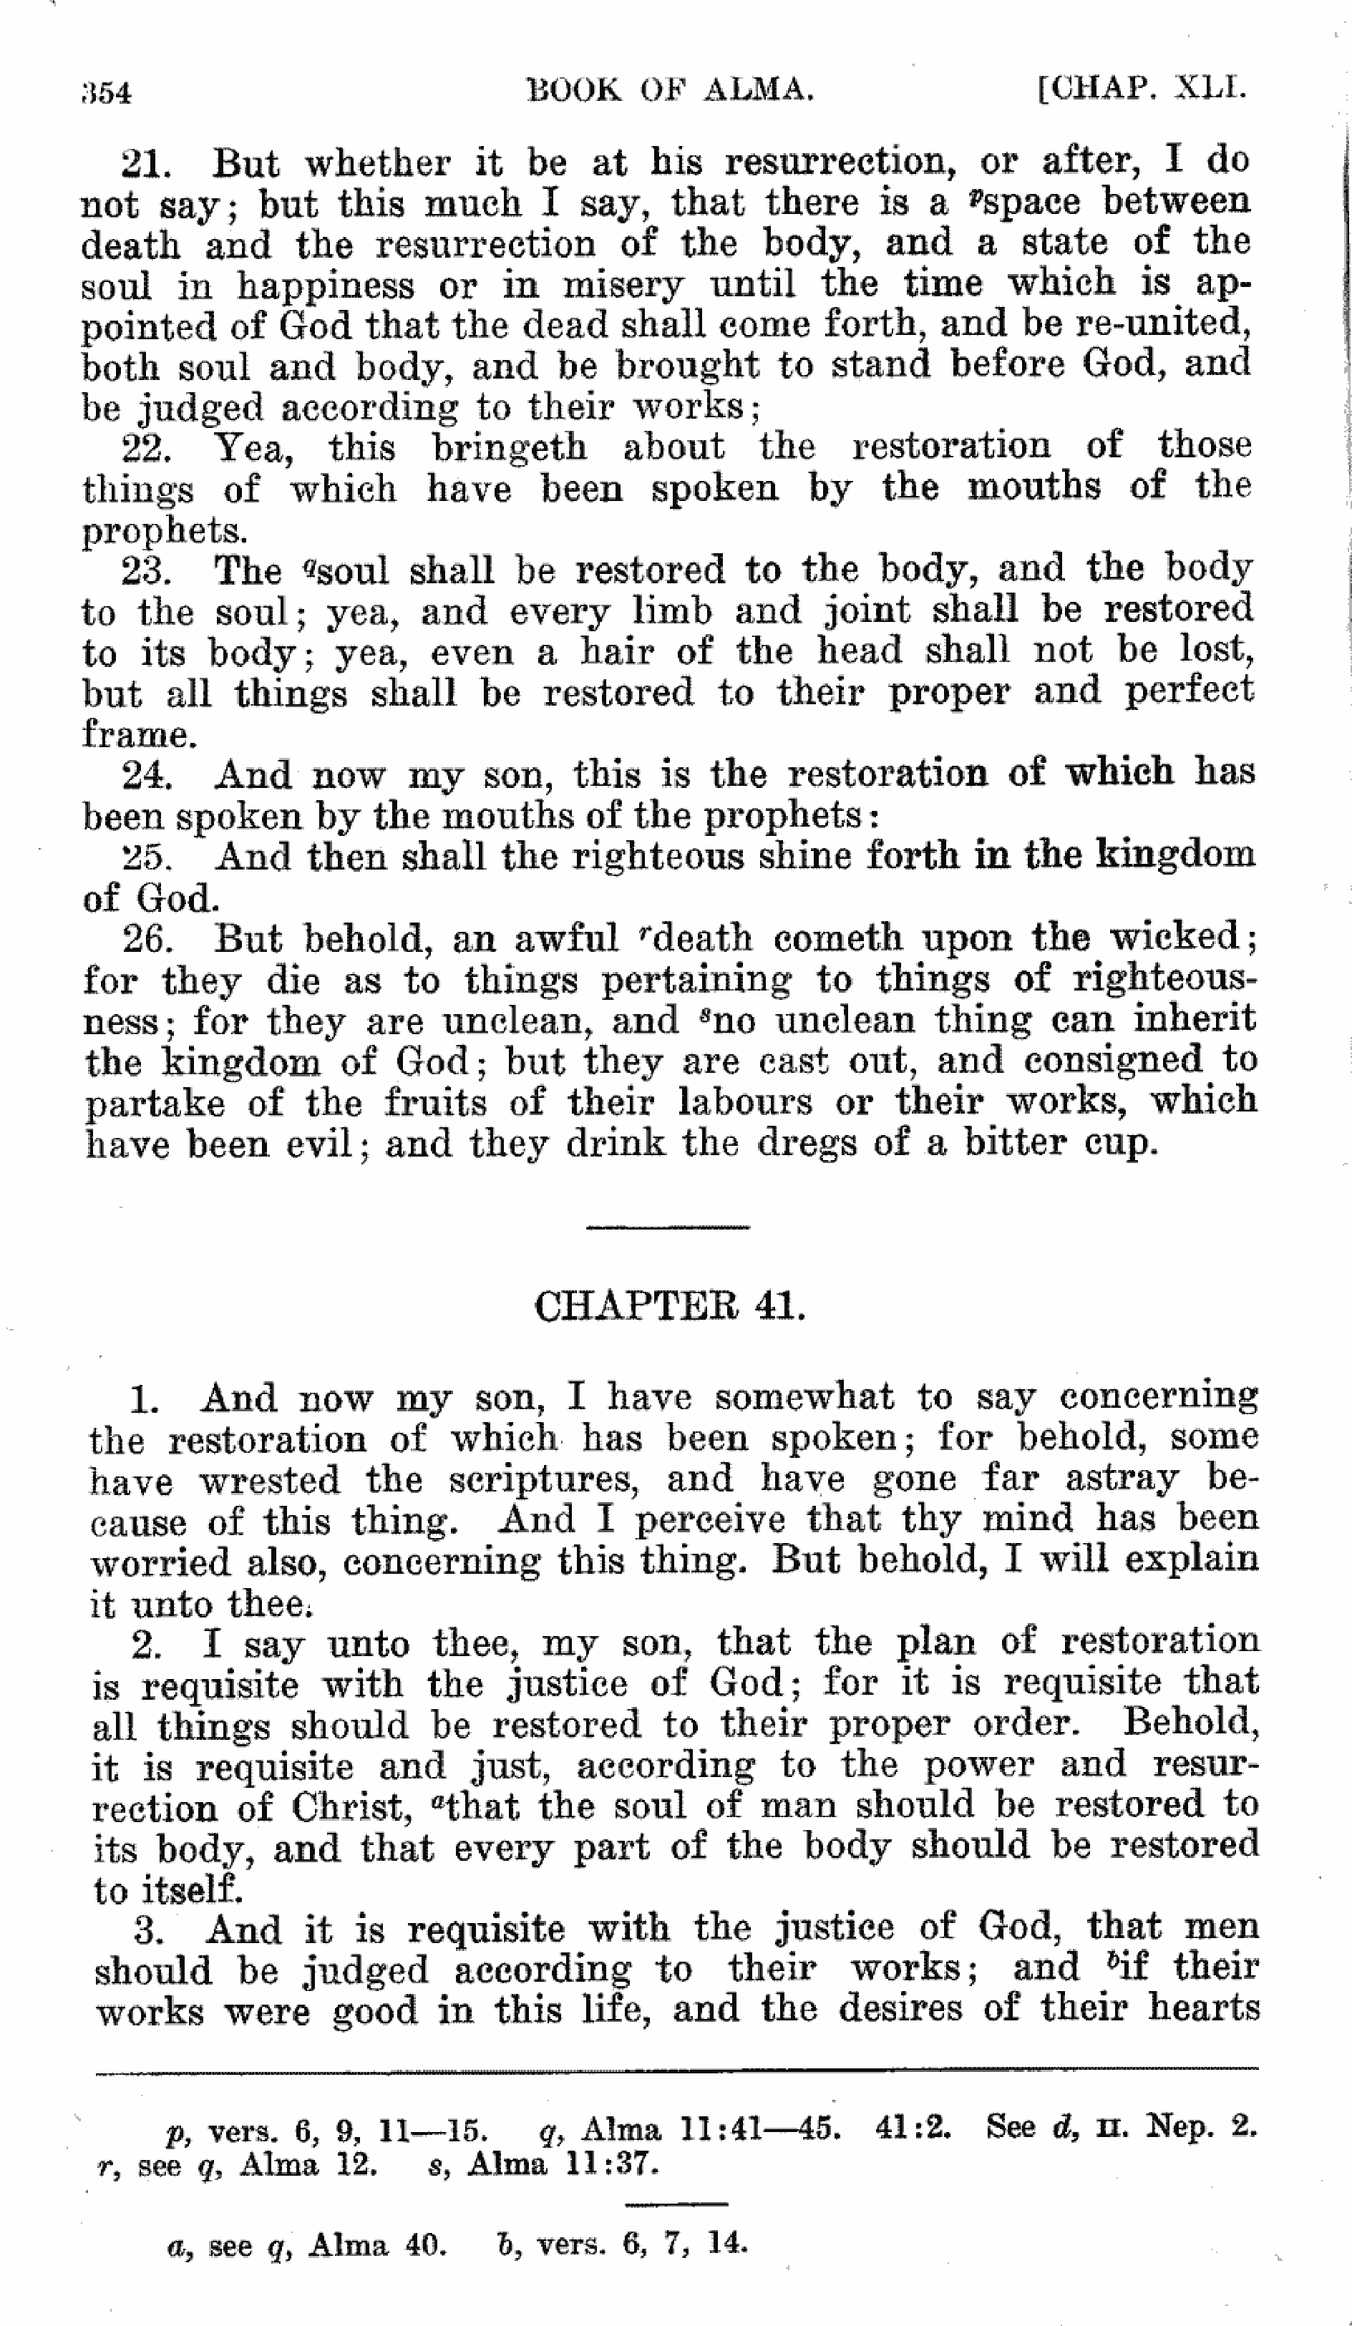 354 BOOK OF ALMA. [CHAP. XLI.
21. But whether it be at his resurrection, or after, I do
not say; but this much I say, that there is a pspace between
death and the resurrection of the body, and a state of the
soul in happiness or in misery until the time which is ap-
pointed of God that the dead shall come forth, and be re-united,
both soul and body, and be brought to stand before God, and
be judged according to their works;
22. Yea, this bringeth about the restoration of those
things of which have been spoken by the mouths of the
prophets.
23. The qsoul shall be restored to the body, and the body
to the soul; yea, and every limb and joint shall be restored
to its body; yea, even a hair of the head shall not be lost,
but all things shall be restored to their proper and perfect
frame.
24. And now my son, this is the restoration of which has
been spoken by the mouths of the prophets:
25. And then shall the righteous shine forth in the kingdom
of God.
26. But behold, an awful rdeath cometh upon the wicked;
for they die as to things pertaining to things of righteous-
ness; for they are unclean, and sno unclean thing can inherit
the kingdom of God; but they are cast out, and consigned to
partake of the fruits of their labours or their works, which
have been evil; and they drink the dregs of a bitter cup.
CHAPTER 41.
1. And now my son, I have somewhat to say concerning
the restoration of which has been spoken; for behold, some
have wrested the scriptures, and have gone far astray be-
cause of this thing. And I perceive that thy mind has been
worried also, concerning this thing. But behold, I will explain
it unto thee.
2. I say unto thee, my son, that the plan of restoration
is requisite with the justice of God; for it is requisite that
all things should be restored to their proper order. Behold,
it is requisite and just, according to the power and resur-
rection of Christ, athat the soul of man should be restored to
its body, and that every part of the body should be restored
to itself.
3. And it is requisite with the justice of God, that men
should be judged according to their works; and bif their
works were good in this life, and the desires of their hearts
p, vers. 6, 9, 11—15. q, Alma 11:41—45. 41:2. See d, II. Nep. 2.
r, see q, Alma 12. s, Alma 11:37.
a, see q, Alma 40. b, vers. 6, 7, 14.